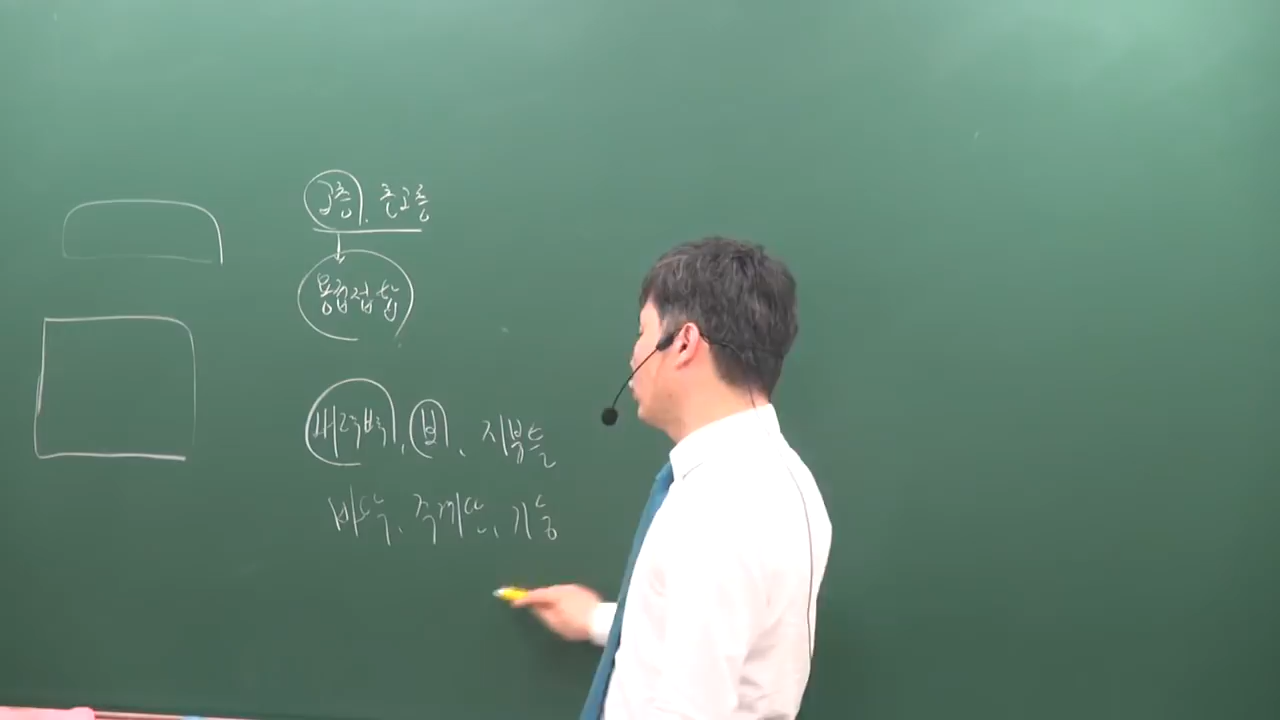 고층, 준고층
용접접합
내력벽, 보, 지붕틀
바닥, 주계단, 기둥